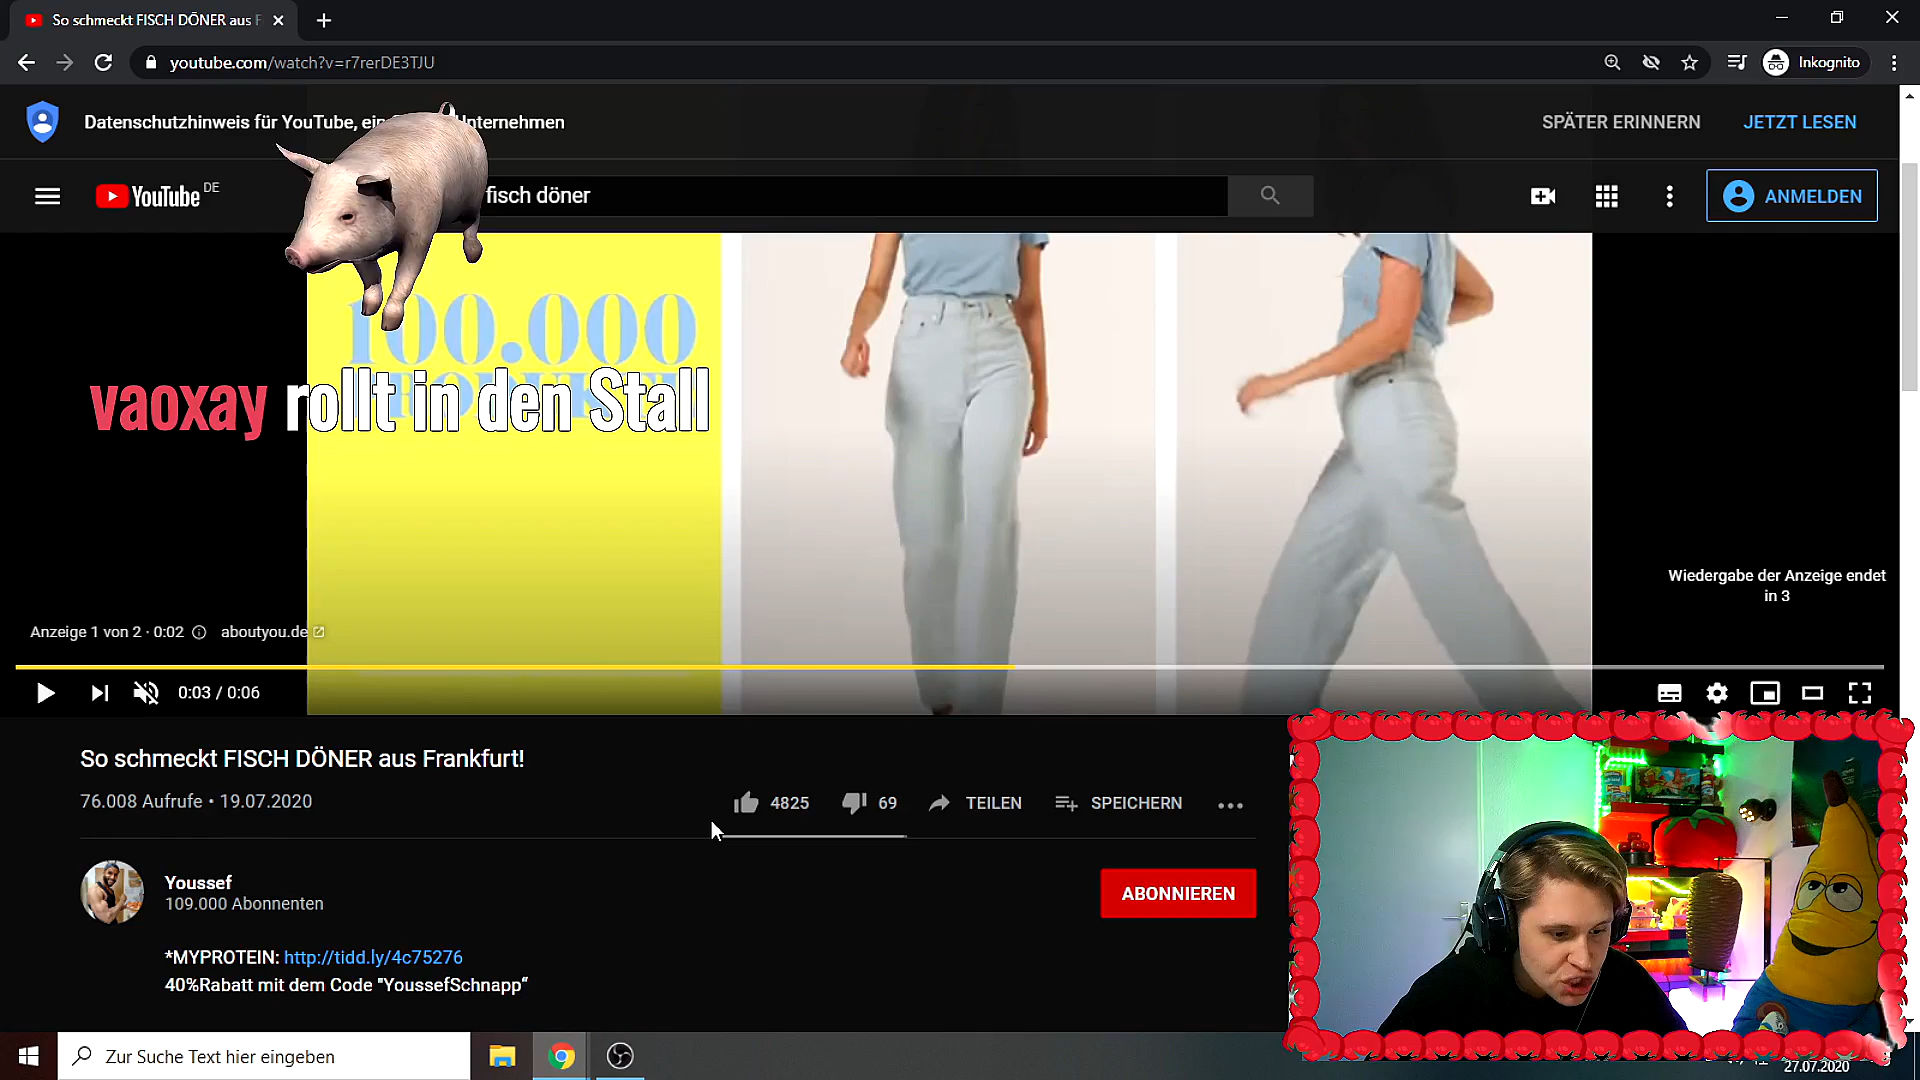 So schmeckt FISCH DÖNER aus F
youtube.com/watch?v=r7rerDE3TJU
Inkognito
Datenschutzhinweis für YouTube, ein Unternehmen
SPÄTER ERINNERN
JETZT LESEN
YouTube DE
fisch döner
ANMELDEN
100.000
vaoxay rollt in den Stall
Wiedergabe der Anzeige endet
in 3
Anzeige 1 von 2 · 0:02
aboutyou.de
0:03 / 0:06
So schmeckt FISCH DÖNER aus Frankfurt!
76.008 Aufrufe • 19.07.2020
4825
69
TEILEN
SPEICHERN
Youssef
109.000 Abonnenten
ABONNIEREN
*MYPROTEIN: http://tidd.ly/4c75276
40%Rabatt mit dem Code "YoussefSchnapp“
Zur Suche Text hier eingeben
27.07.2020